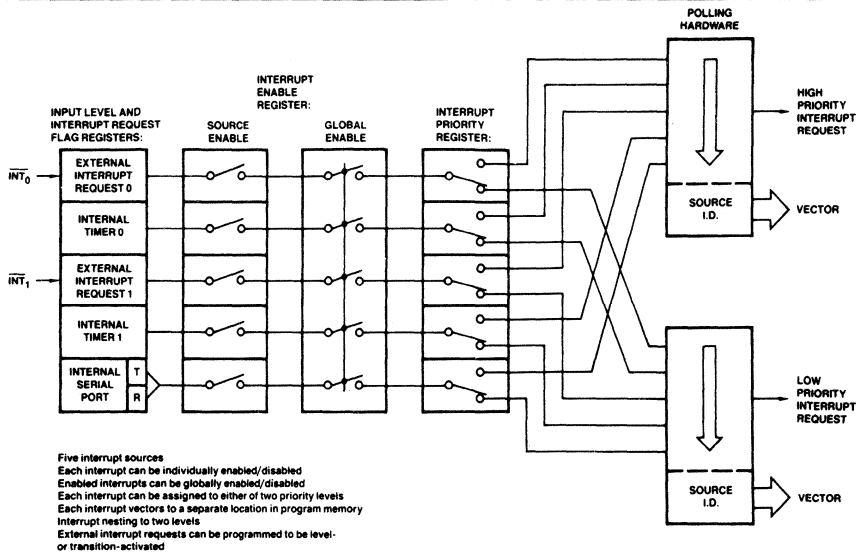 POLLING
HARDWARE
INTERRUPT
ENABLE
REGISTER:
INPUT LEVEL AND
INTERRUPT REQUEST
FLAG REGISTERS:
SOURCE
ENABLE
GLOBAL
ENABLE
INTERRUPT
PRIORITY
REGISTER:
HIGH
PRIORITY
INTERRUPT
REQUEST
INT0
EXTERNAL
INTERRUPT
REQUEST 0
INTERNAL
TIMER 0
SOURCE
I.D.
VECTOR
INT1
EXTERNAL
INTERRUPT
REQUEST 1
INTERNAL
TIMER 1
INTERNAL
SERIAL
PORT
T
R
LOW
PRIORITY
INTERRUPT
REQUEST
SOURCE
I.D.
VECTOR
Five interrupt sources
Each interrupt can be individually enabled/disabled
Enabled interrupts can be globally enabled/disabled
Each interrupt can be assigned to either of two priority levels
Each interrupt vectors to a separate location in program memory
Interrupt nesting to two levels
External interrupt requests can be programmed to be level-
or transition-activated